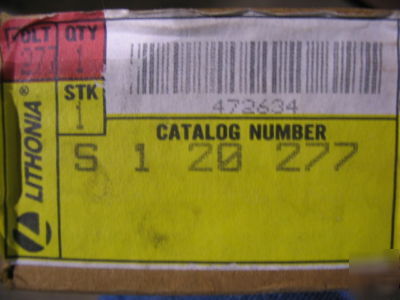 VOLT QTY
277 1
STK
1
472634
CATALOG NUMBER
S 1 20 277
LITHONIA®